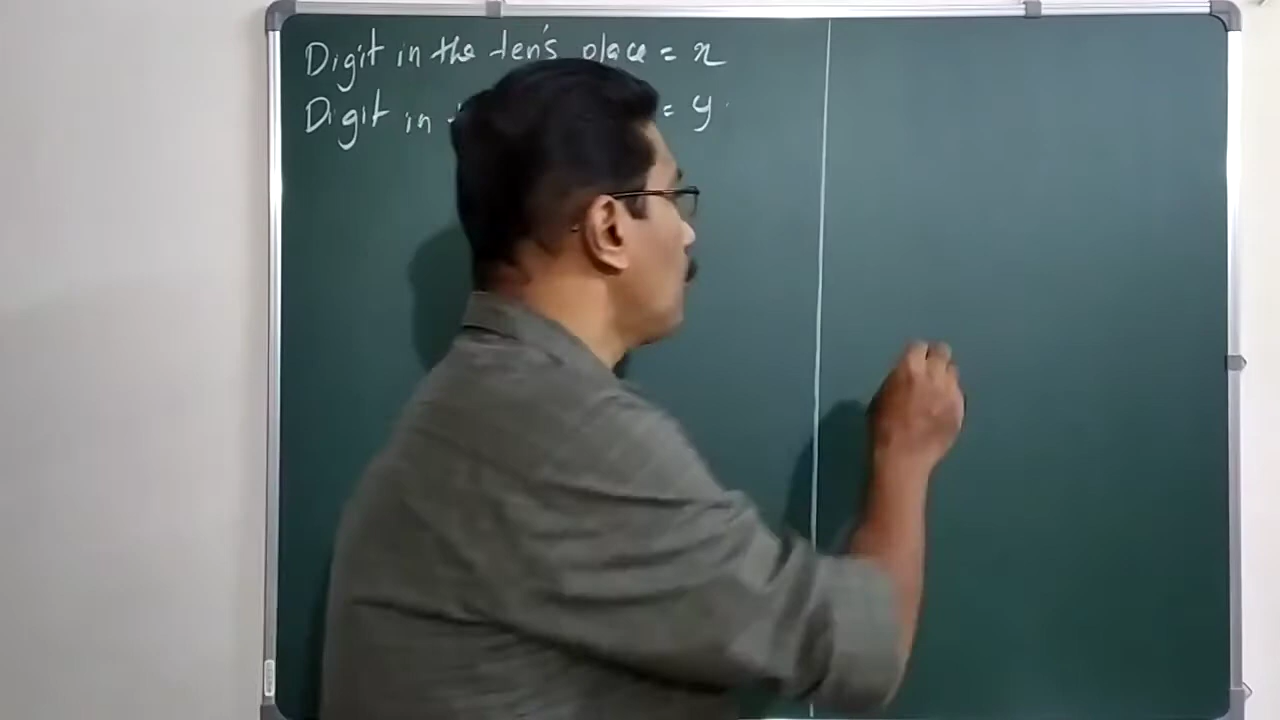 Digit in the ten's place = x
Digit in = y